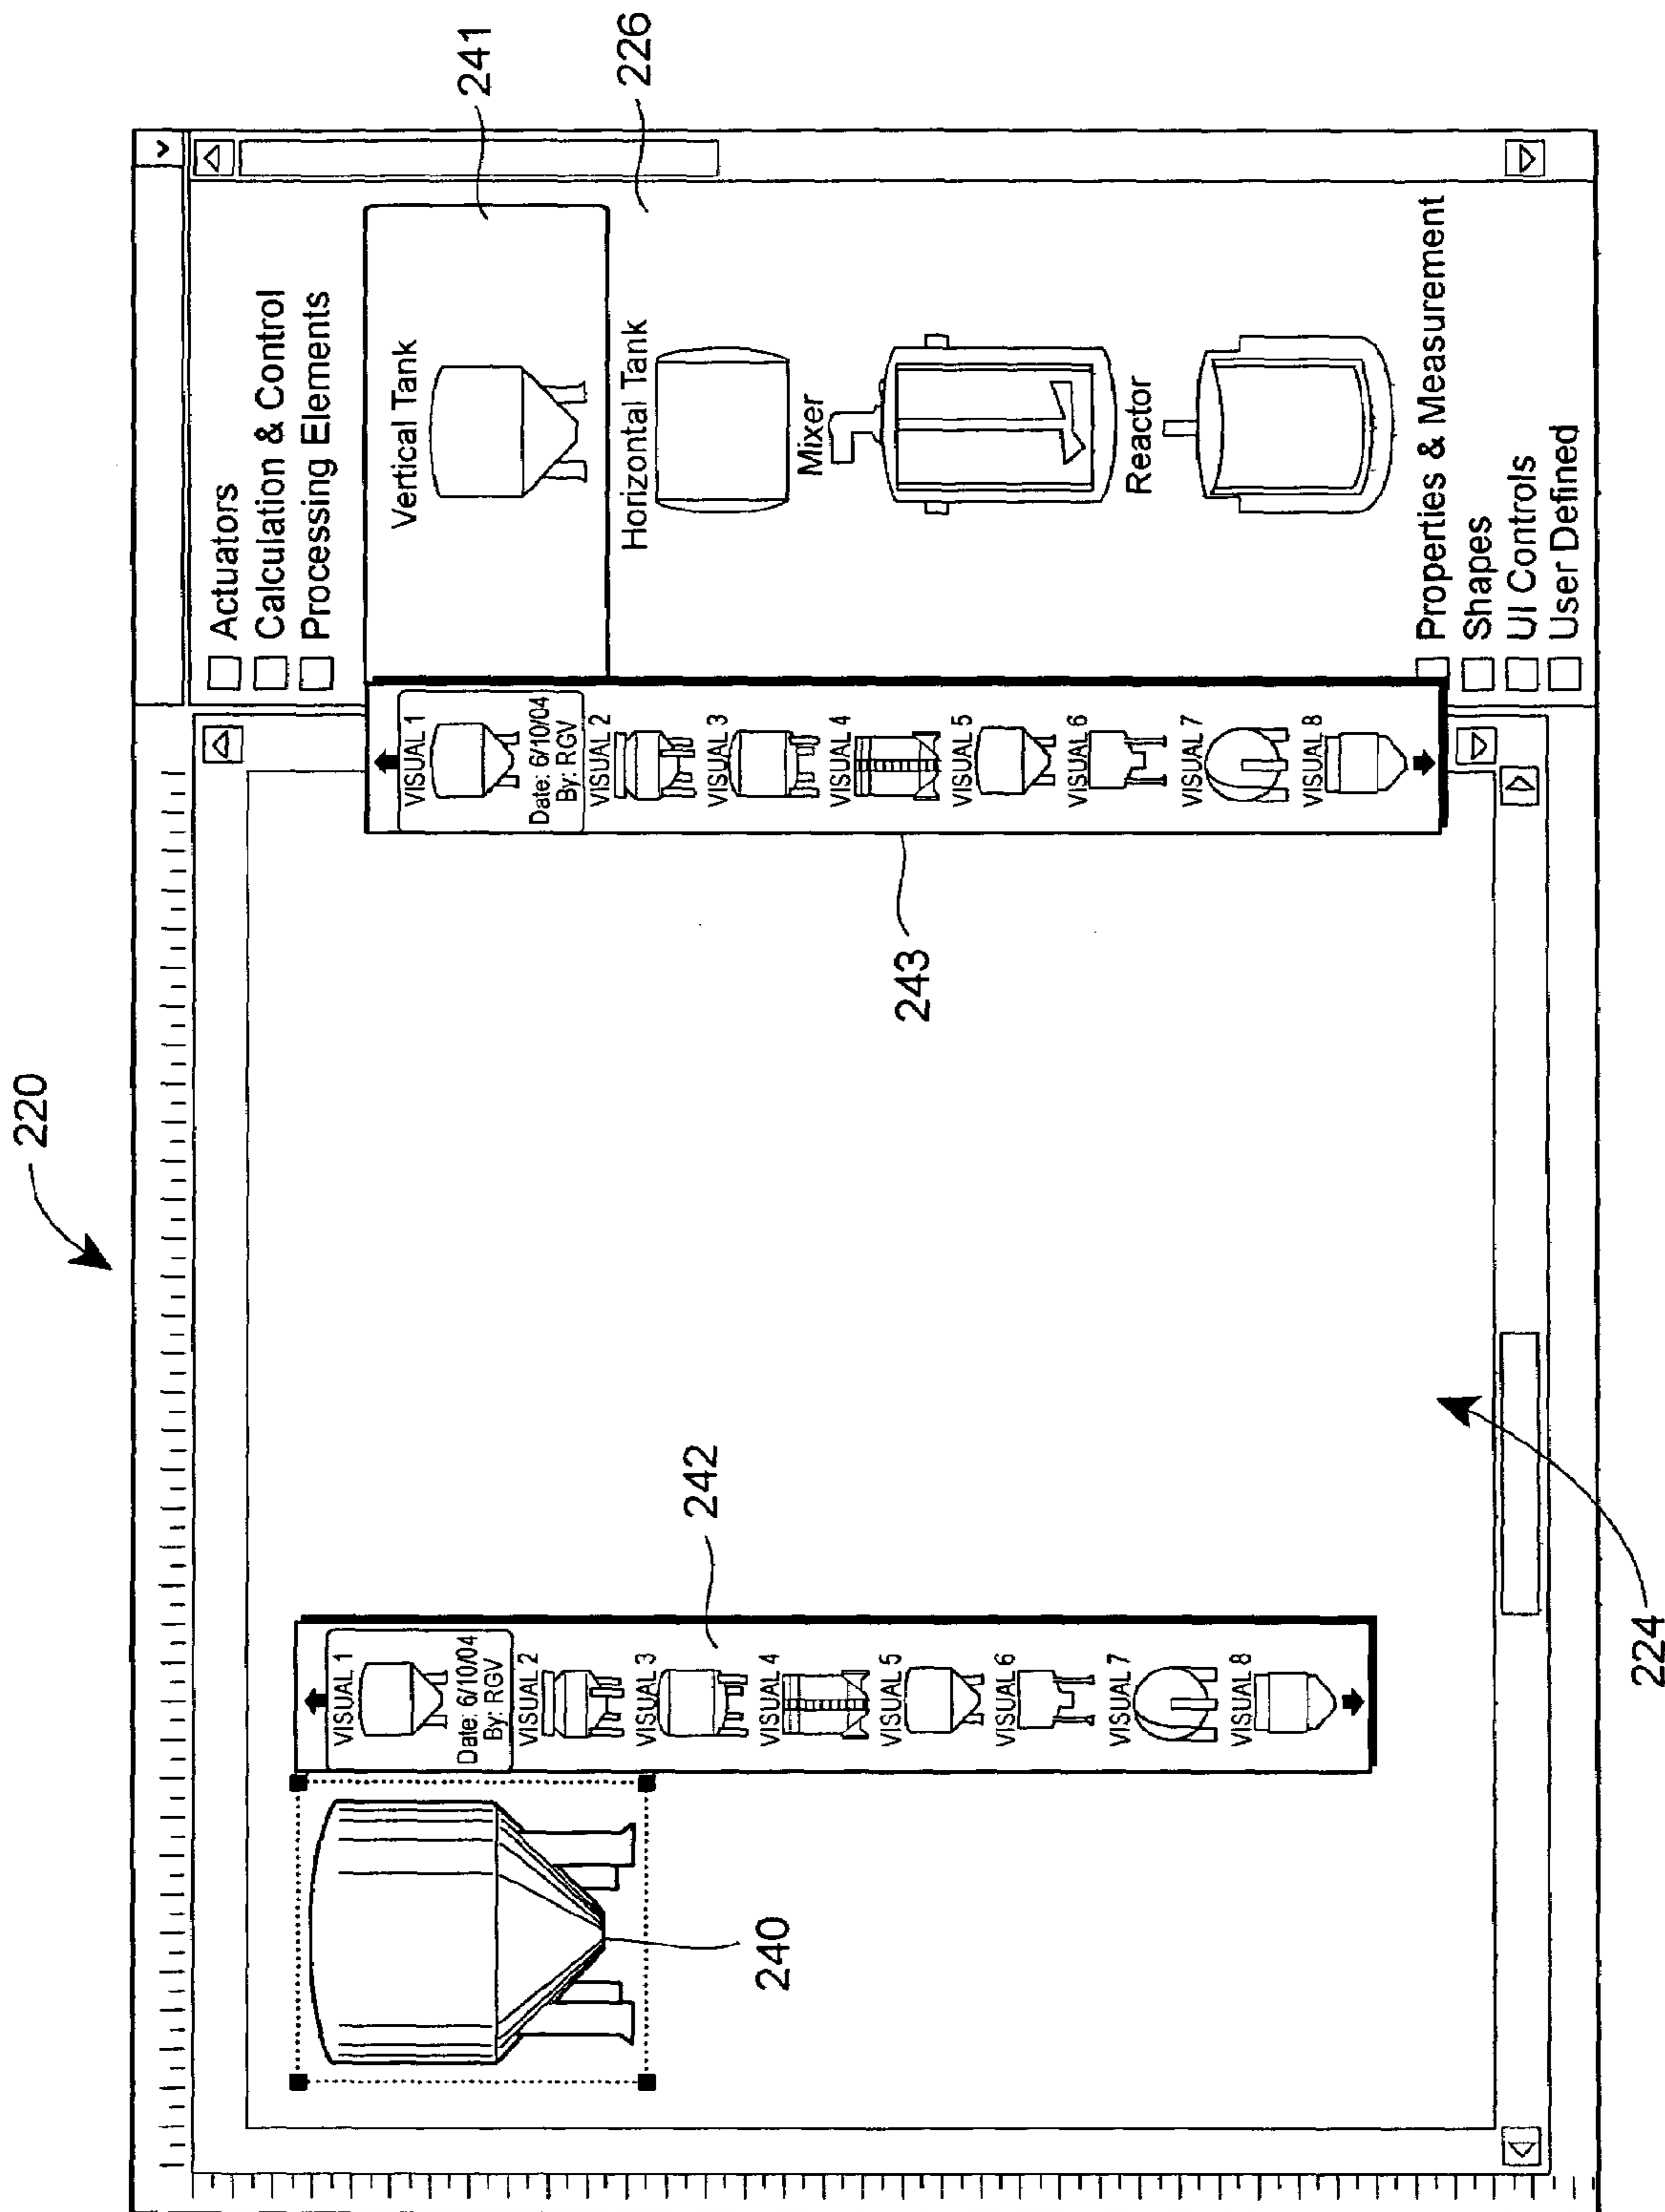 220
240
VISUAL 1
Date: 6/10/04
By: RGV
VISUAL 2
VISUAL 3
VISUAL 4
VISUAL 5
VISUAL 6
VISUAL 7
VISUAL 8
242
224
VISUAL 1
Date: 6/10/04
By: RGV
VISUAL 2
VISUAL 3
VISUAL 4
VISUAL 5
VISUAL 6
VISUAL 7
VISUAL 8
243
Actuators
Calculation & Control
Processing Elements
Vertical Tank
Horizontal Tank
Mixer
Reactor
Properties & Measurement
Shapes
UI Controls
User Defined
241
226